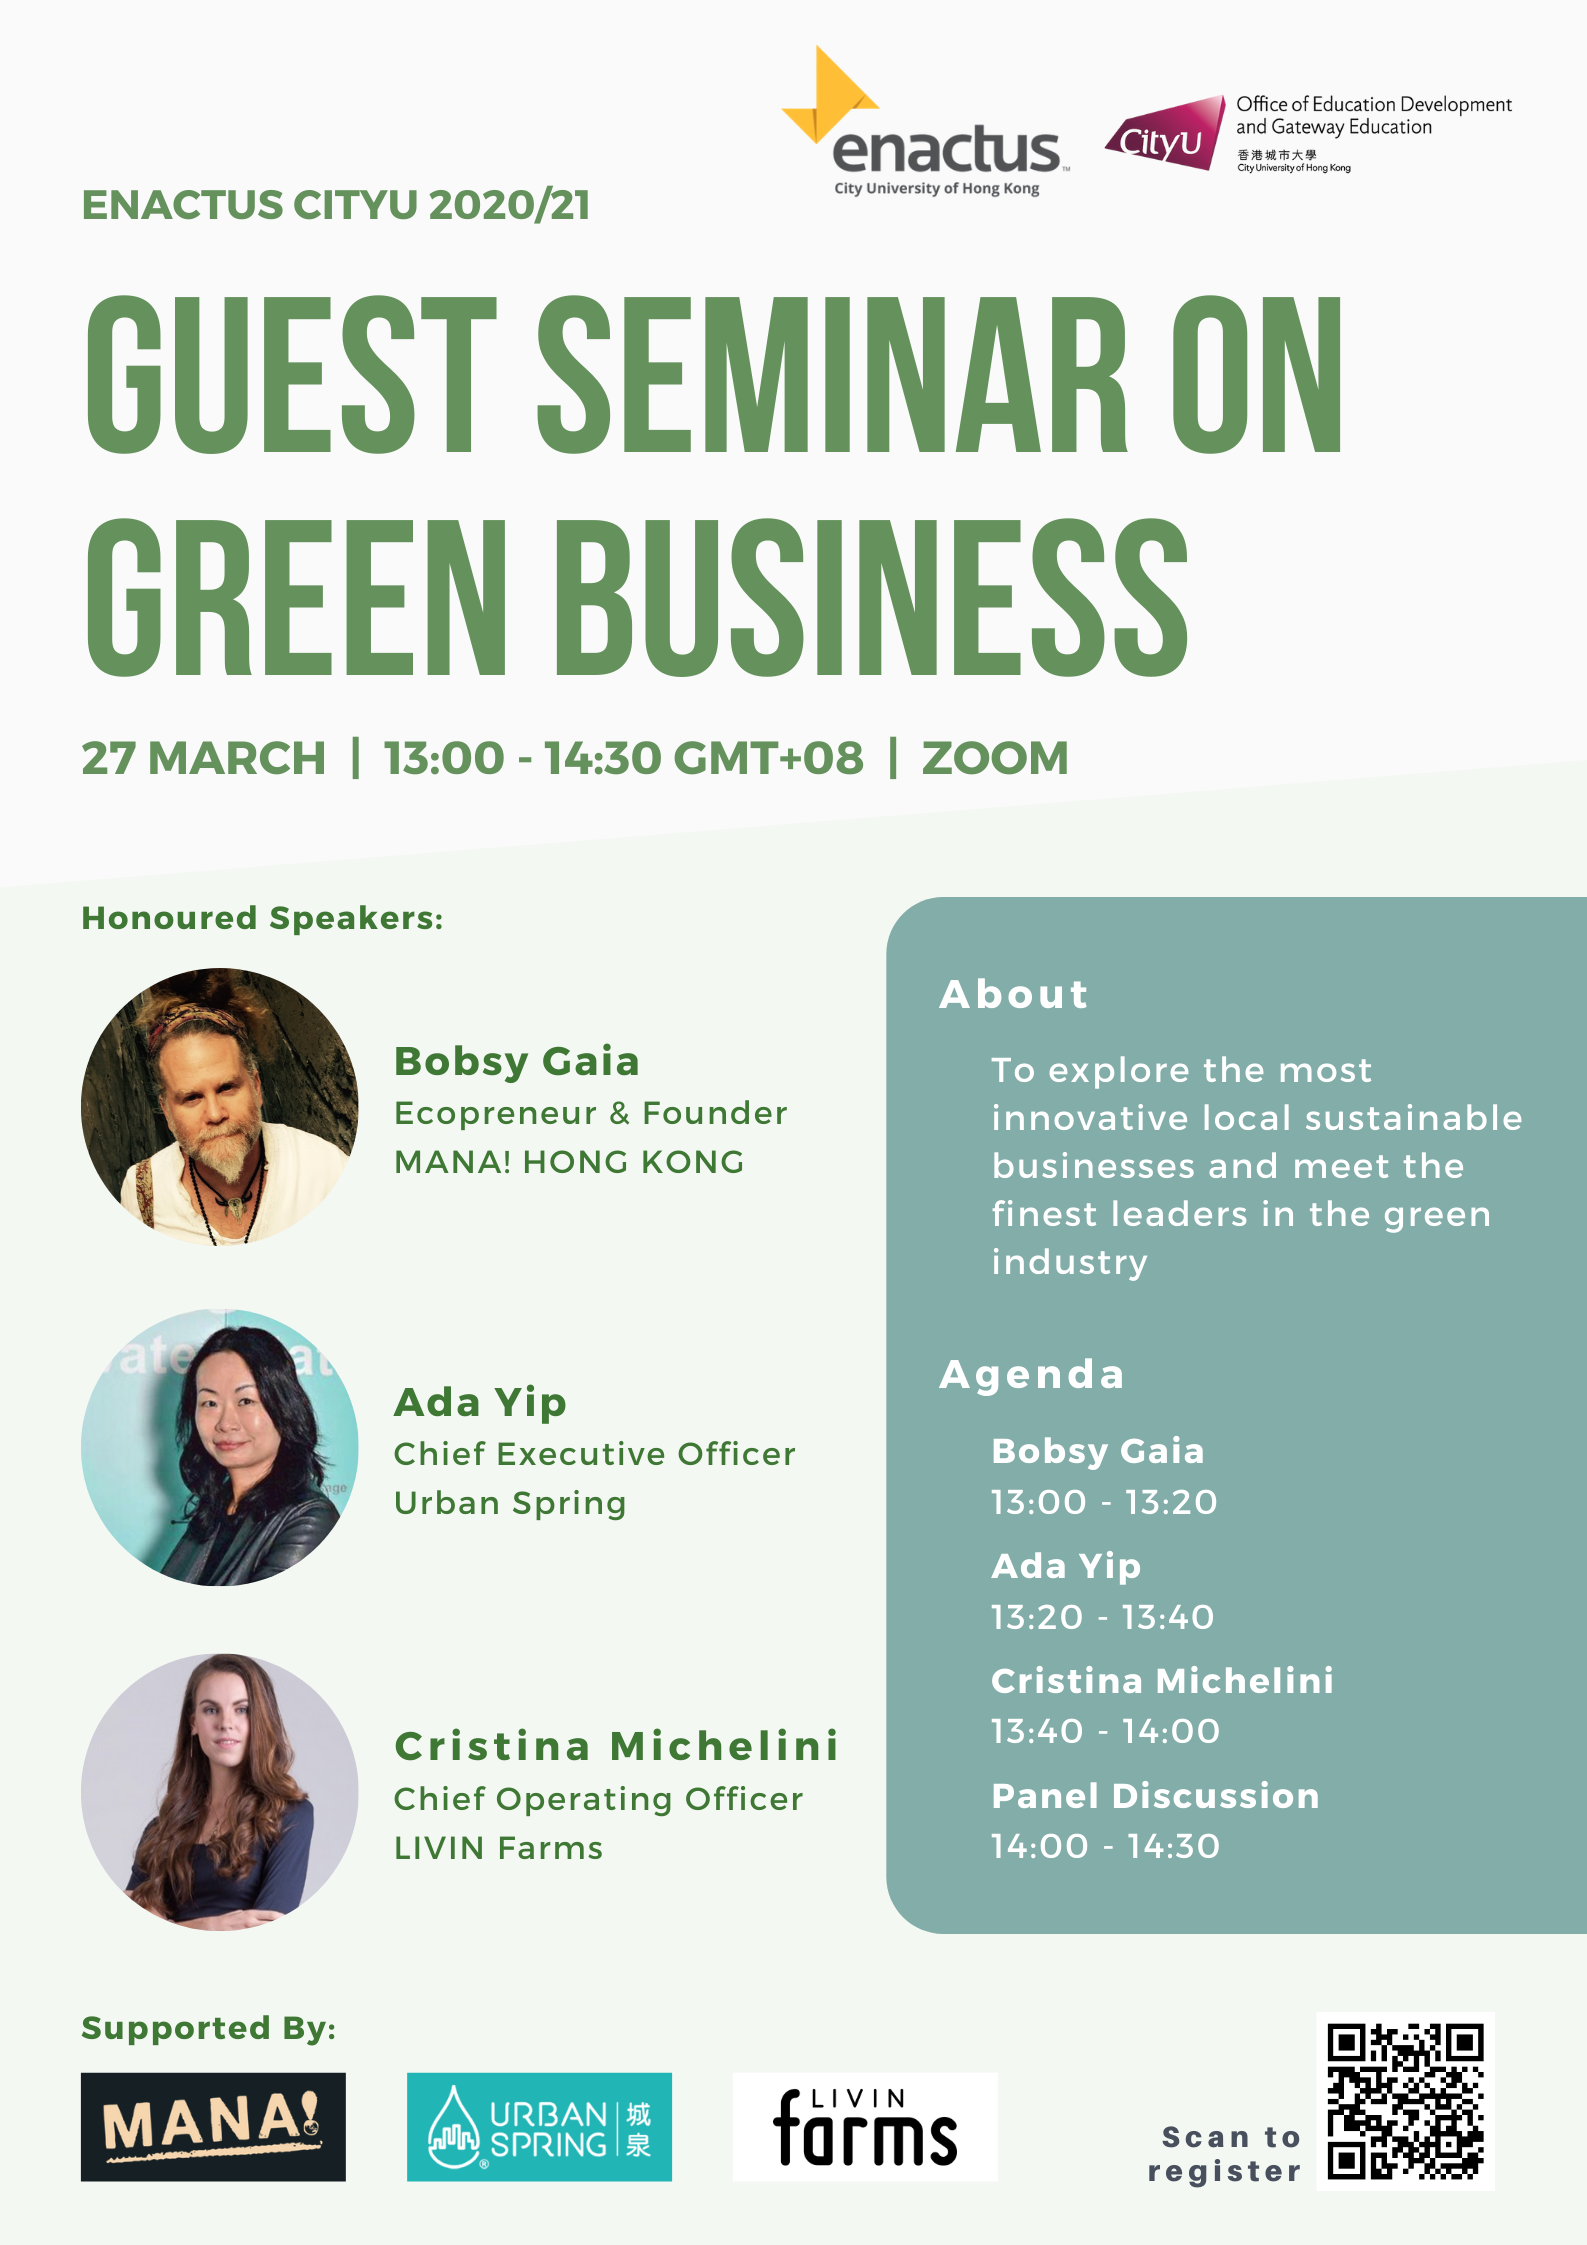 enactus
TM
City University of Hong Kong
CityU
Office of Education Development
and Gateway Education
香港城市大學
City University of Hong Kong
ENACTUS CITYU 2020/21
GUEST SEMINAR ON
GREEN BUSINESS
27 MARCH | 13:00 - 14:30 GMT+08 | ZOOM
Honoured Speakers:
Bobsy Gaia
Ecopreneur & Founder
MANA! HONG KONG
ate
at
nge
Ada Yip
Chief Executive Officer
Urban Spring
Cristina Michelini
Chief Operating Officer
LIVIN Farms
About
To explore the most
innovative local sustainable
businesses and meet the
finest leaders in the green
industry
Agenda
Bobsy Gaia
13:00 - 13:20
Ada Yip
13:20 - 13:40
Cristina Michelini
13:40 - 14:00
Panel Discussion
14:00 - 14:30
Supported By:
MANA!
URBAN
SPRING
®
城
泉
LIVIN
farms
Scan to
register